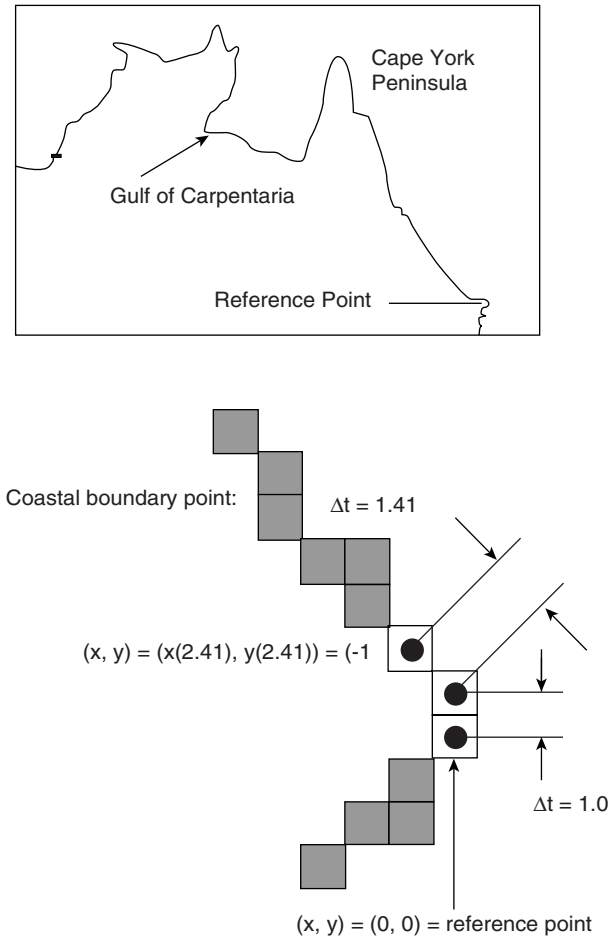 Cape York
Peninsula
Gulf of Carpentaria
Reference Point
Coastal boundary point:
Δt = 1.41
(x, y) = (x(2.41), y(2.41)) = (-1
Δt = 1.0
(x, y) = (0, 0) = reference point